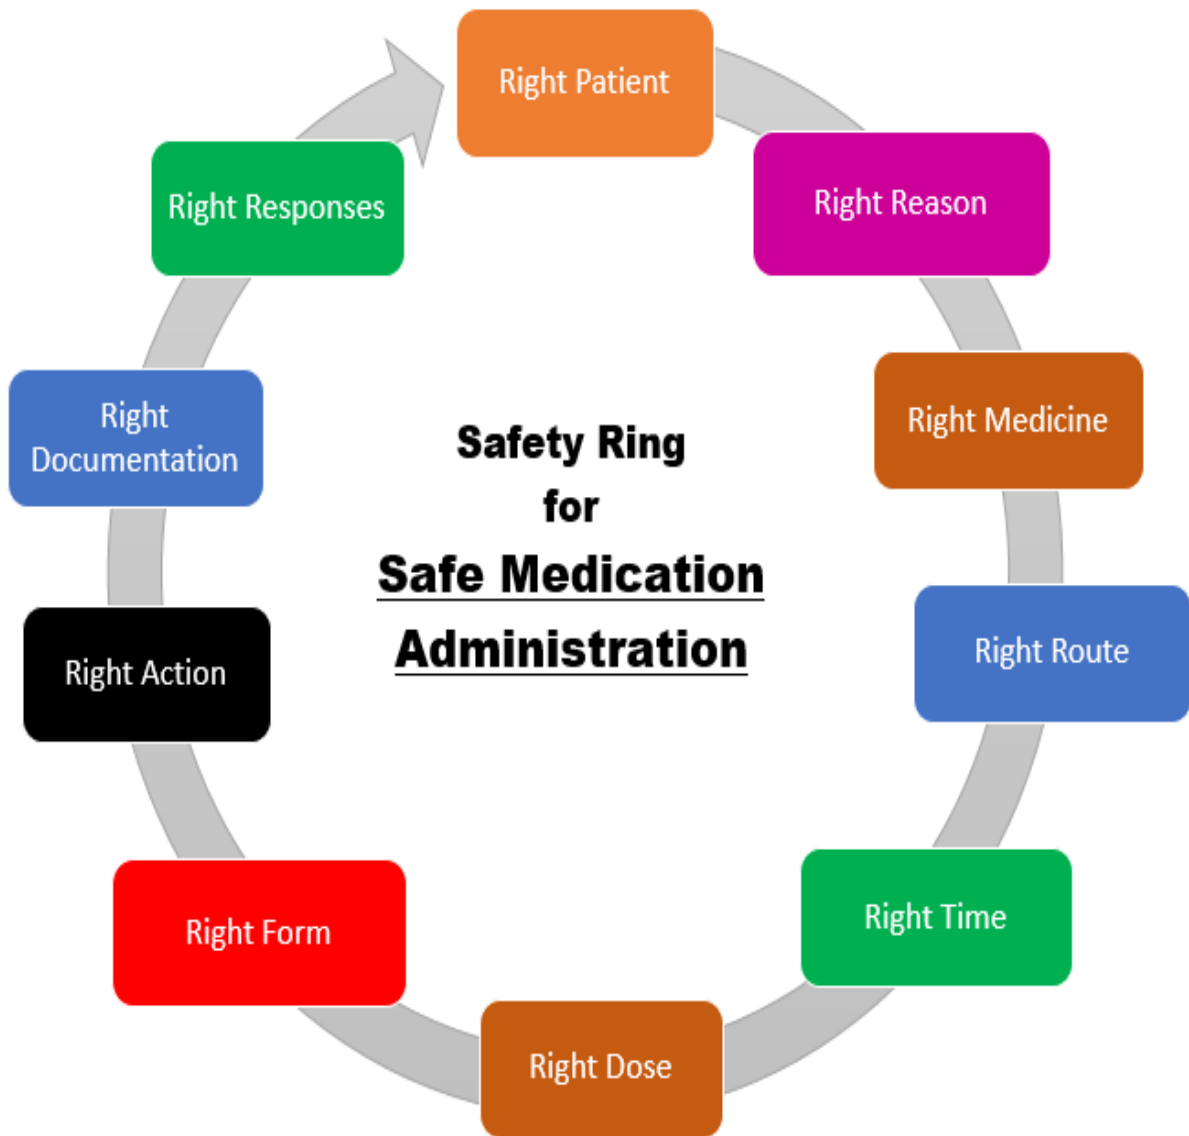 Right Patient
Right Reason
Right Medicine
Right Route
Right Time
Right Dose
Right Form
Right Action
Right
Documentation
Right Responses
Safety Ring
for
Safe Medication
Administration